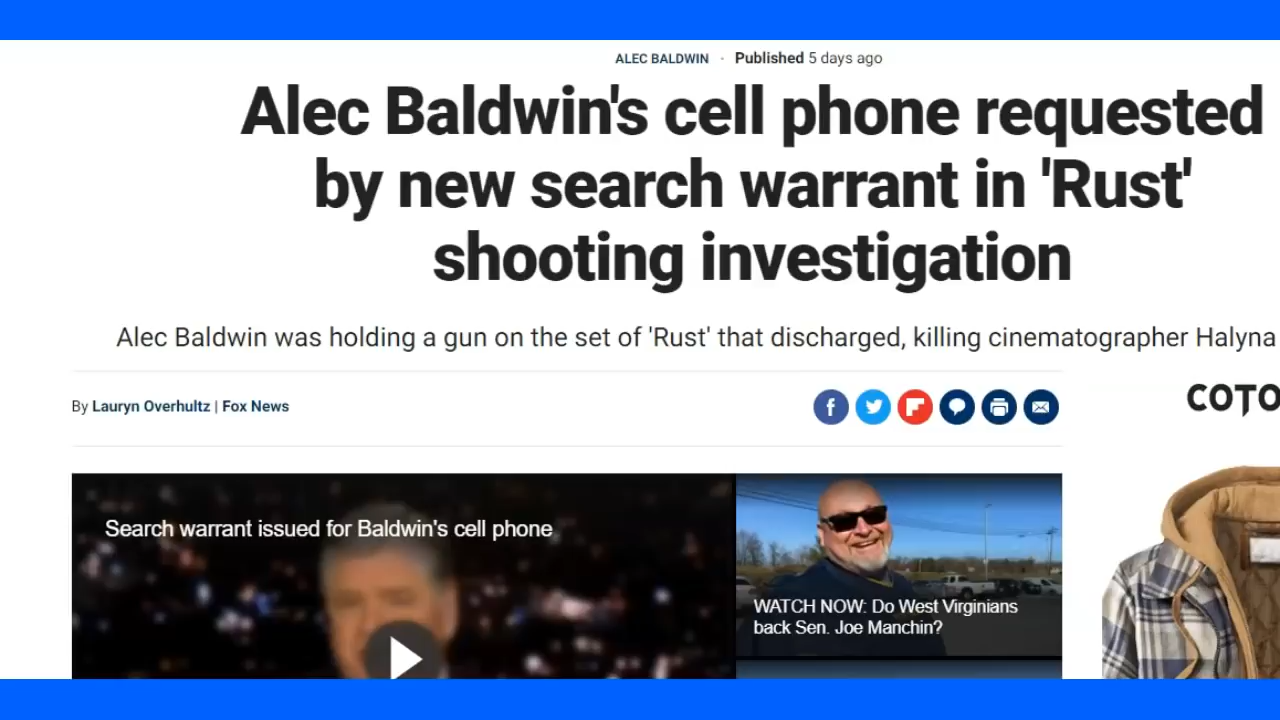 ALEC BALDWIN · Published 5 days ago
Alec Baldwin's cell phone requested
by new search warrant in 'Rust'
shooting investigation
Alec Baldwin was holding a gun on the set of 'Rust' that discharged, killing cinematographer Halyna
By Lauryn Overhultz | Fox News
COTO
Search warrant issued for Baldwin's cell phone
WATCH NOW: Do West Virginians
back Sen. Joe Manchin?